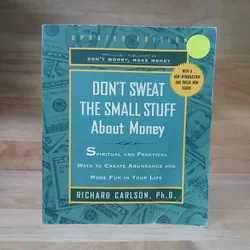 UPDATED EDITION
PREVIOUSLY PUBLISHED AS
DON'T WORRY, MAKE MONEY
WITH A
NEW INTRODUCTION
AND TWELVE NEW
ESSAYS
DON'T SWEAT
THE SMALL STUFF
About Money
SPIRITUAL AND PRACTICAL
WAYS TO CREATE ABUNDANCE AND
MORE FUN IN YOUR LIFE
RICHARD CARLSON, PH.D.